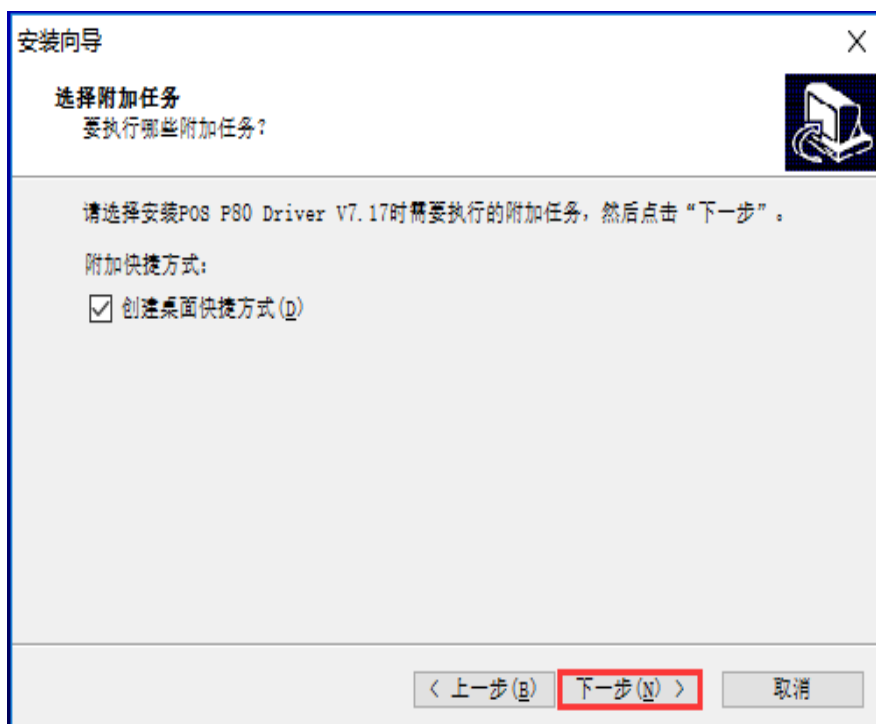 安装向导
选择附加任务
要执行哪些附加任务?
请选择安装POS P80 Driver V7.17时需要执行的附加任务，然后点击“下一步”。
附加快捷方式:
创建桌面快捷方式(D)
< 上一步(B) 下一步(N) > 取消